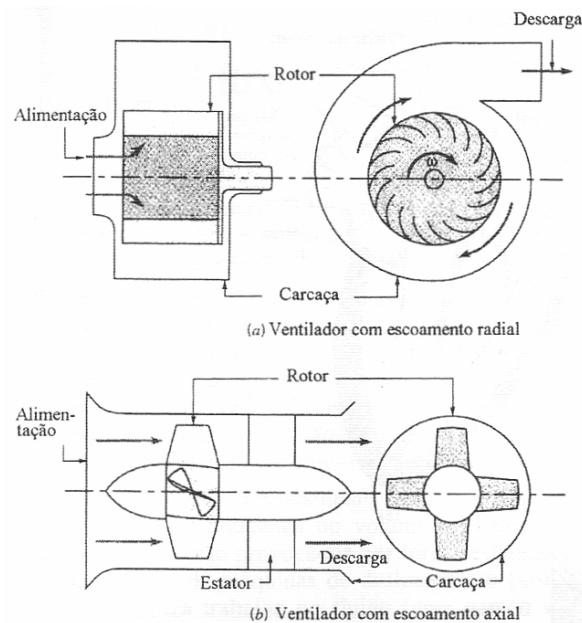 Descarga
Rotor
Alimentação
ω
Carcaça
(a) Ventilador com escoamento radial
Rotor
Alimen-
tação
Descarga
Estator
Carcaça
(b) Ventilador com escoamento axial